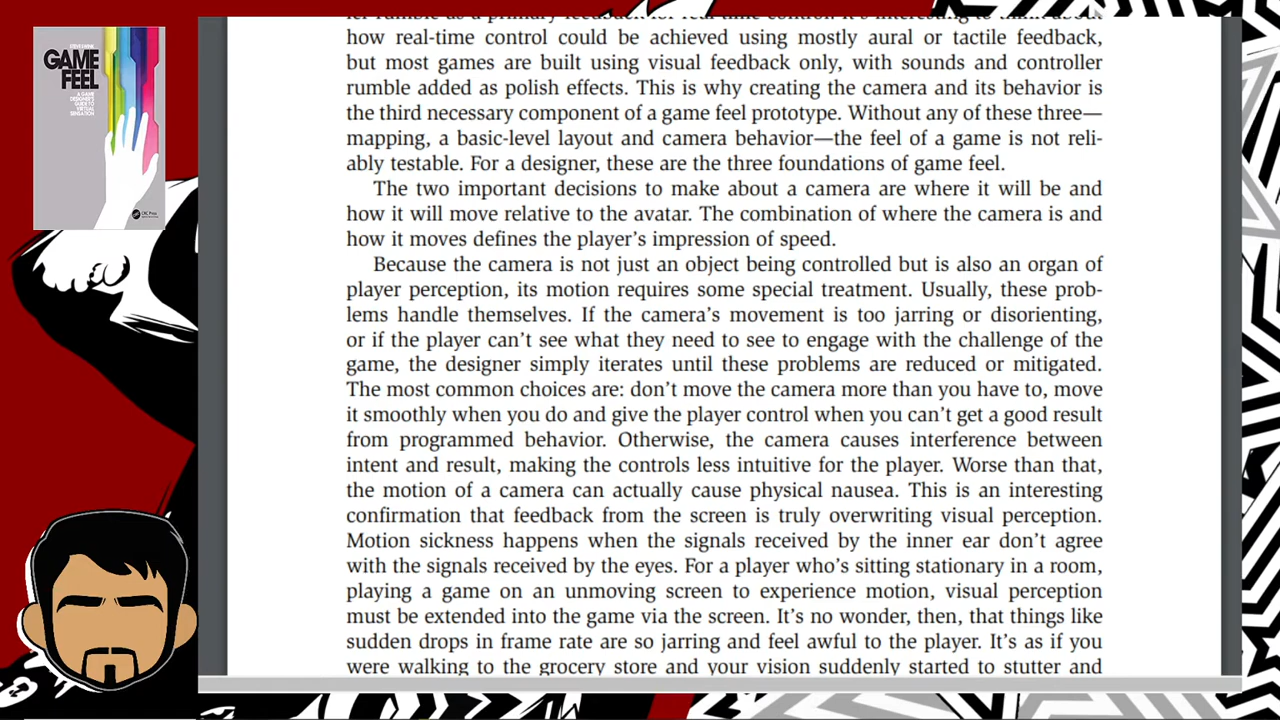 STEVE SWINK
GAME
FEEL
A GAME
DESIGNER'S
GUIDE TO
VIRTUAL
SENSATION
CRC Press
how real-time control could be achieved using mostly aural or tactile feedback,
but most games are built using visual feedback only, with sounds and controller
rumble added as polish effects. This is why creating the camera and its behavior is
the third necessary component of a game feel prototype. Without any of these three—
mapping, a basic-level layout and camera behavior—the feel of a game is not reli-
ably testable. For a designer, these are the three foundations of game feel.
The two important decisions to make about a camera are where it will be and
how it will move relative to the avatar. The combination of where the camera is and
how it moves defines the player's impression of speed.
Because the camera is not just an object being controlled but is also an organ of
player perception, its motion requires some special treatment. Usually, these prob-
lems handle themselves. If the camera's movement is too jarring or disorienting,
or if the player can't see what they need to see to engage with the challenge of the
game, the designer simply iterates until these problems are reduced or mitigated.
The most common choices are: don't move the camera more than you have to, move
it smoothly when you do and give the player control when you can't get a good result
from programmed behavior. Otherwise, the camera causes interference between
intent and result, making the controls less intuitive for the player. Worse than that,
the motion of a camera can actually cause physical nausea. This is an interesting
confirmation that feedback from the screen is truly overwriting visual perception.
Motion sickness happens when the signals received by the inner ear don't agree
with the signals received by the eyes. For a player who's sitting stationary in a room,
playing a game on an unmoving screen to experience motion, visual perception
must be extended into the game via the screen. It's no wonder, then, that things like
sudden drops in frame rate are so jarring and feel awful to the player. It's as if you
were walking to the grocery store and your vision suddenly started to stutter and